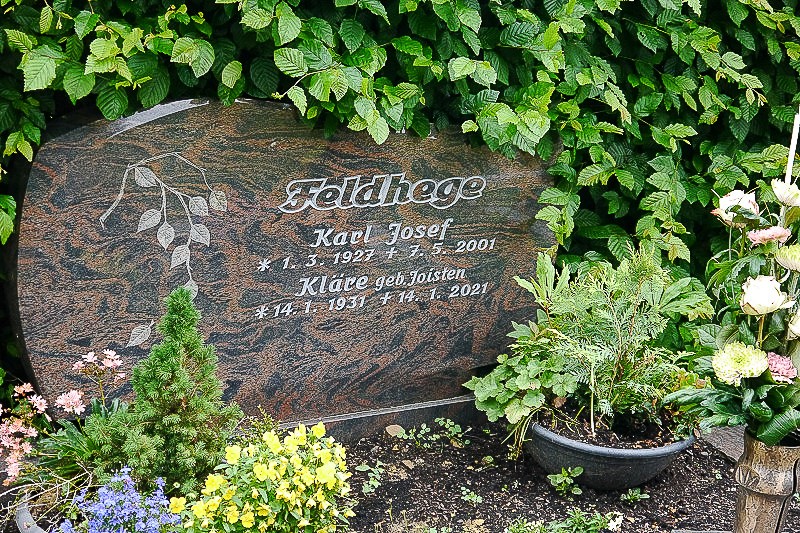 Feldhege
Karl Josef
* 1. 3. 1927 + 7. 5. 2001
Kläre geb. Joisten
* 14. 1. 1931 + 14. 1. 2021